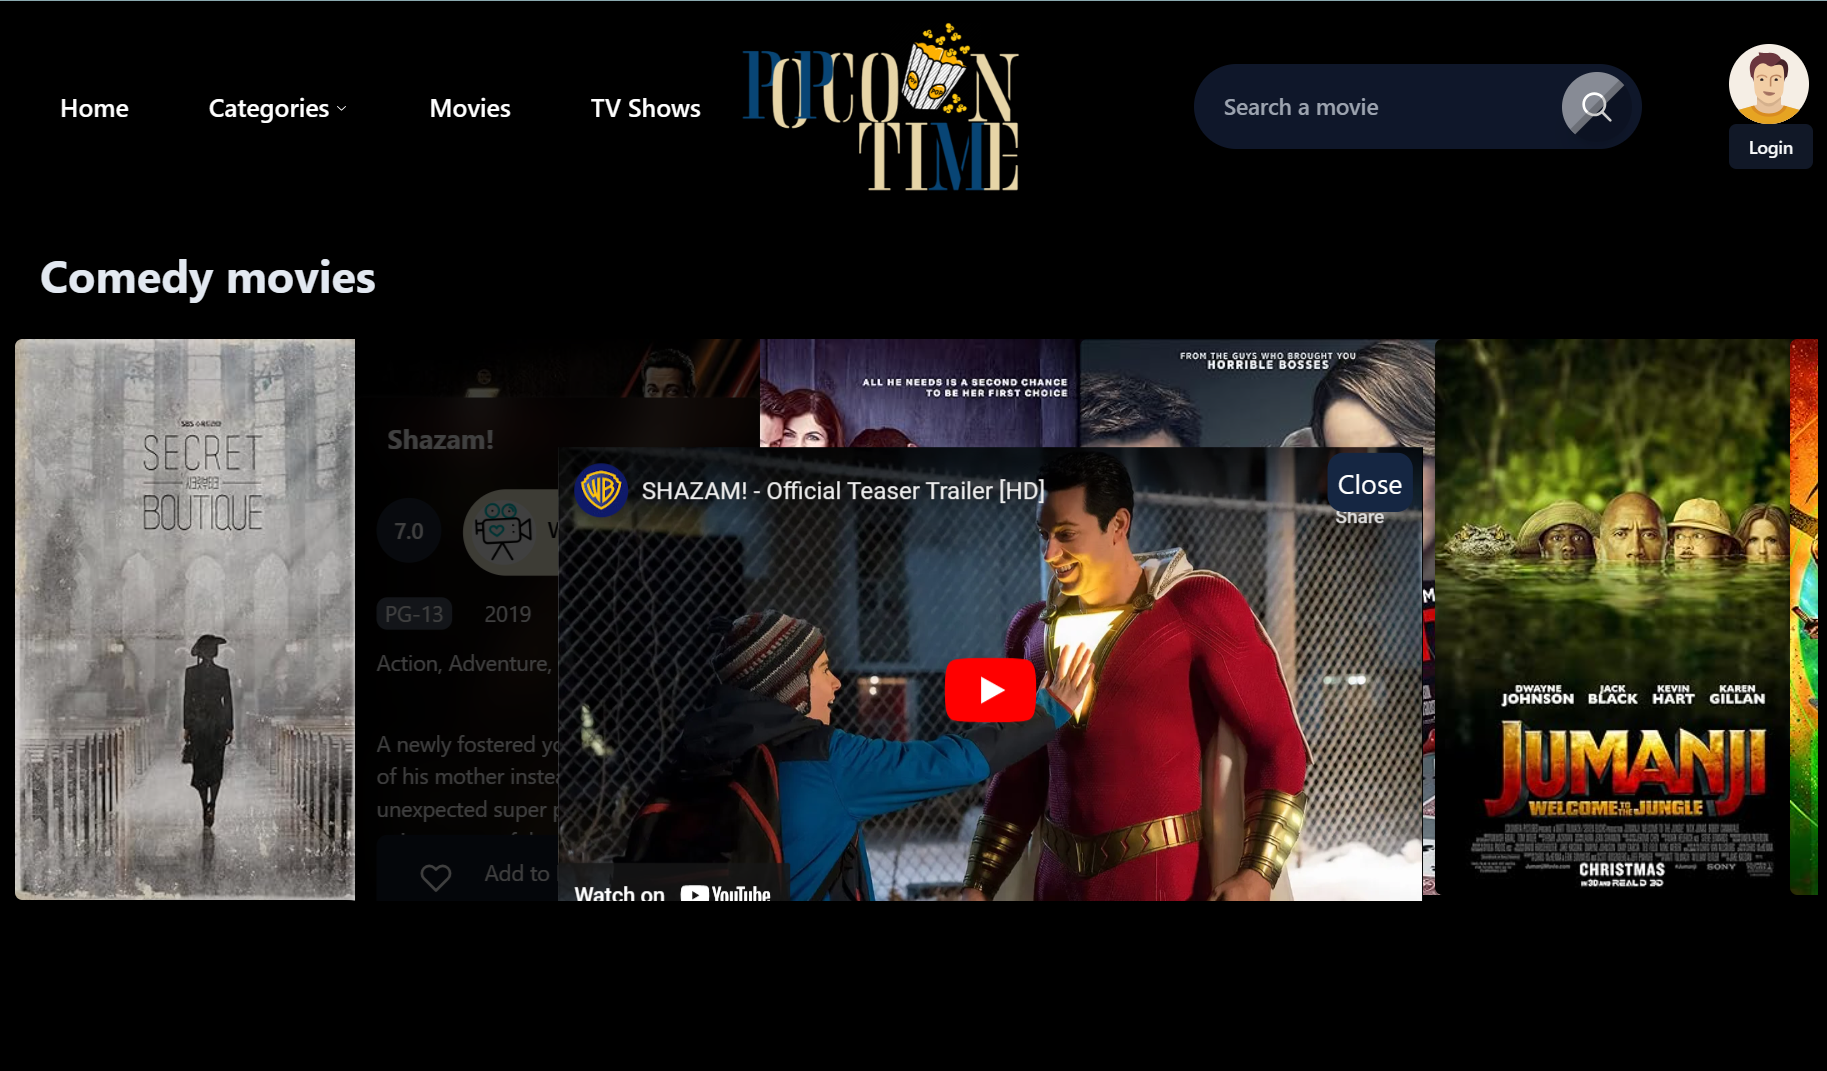 Home
Categories
Movies
TV Shows
POPCORN
TIME
Search a movie
Login
Comedy movies
SECRET
BOUTIQUE
Shazam!
7.0
W
PG-13
2019
Action, Adventure,
A newly fostered yo
of his mother inste
unexpected super p
Add to
ALL HE NEEDS IS A SECOND CHANCE
TO BE HER FIRST CHOICE
FROM THE GUYS WHO BROUGHT YOU
HORRIBLE BOSSES
WB
SHAZAM! - Official Teaser Trailer [HD]
Close
Share
Watch on YouTube
DWAYNE JOHNSON
JACK BLACK
KEVIN HART
KAREN GILLAN
JUMANJI
WELCOME TO THE JUNGLE
CHRISTMAS
IN 3D AND REAL D 3D
SONY